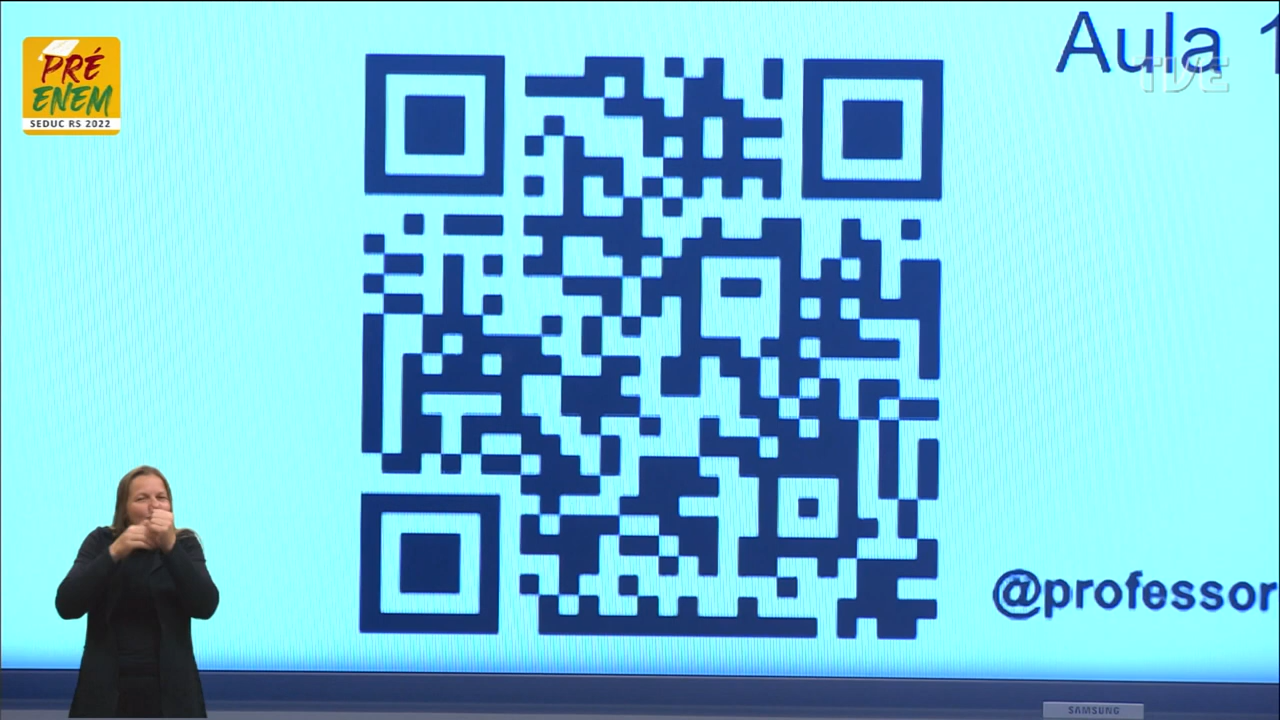 PRÉ
ENEM
SEDUC RS 2022
Aula 1
TVE
@professor
SAMSUNG